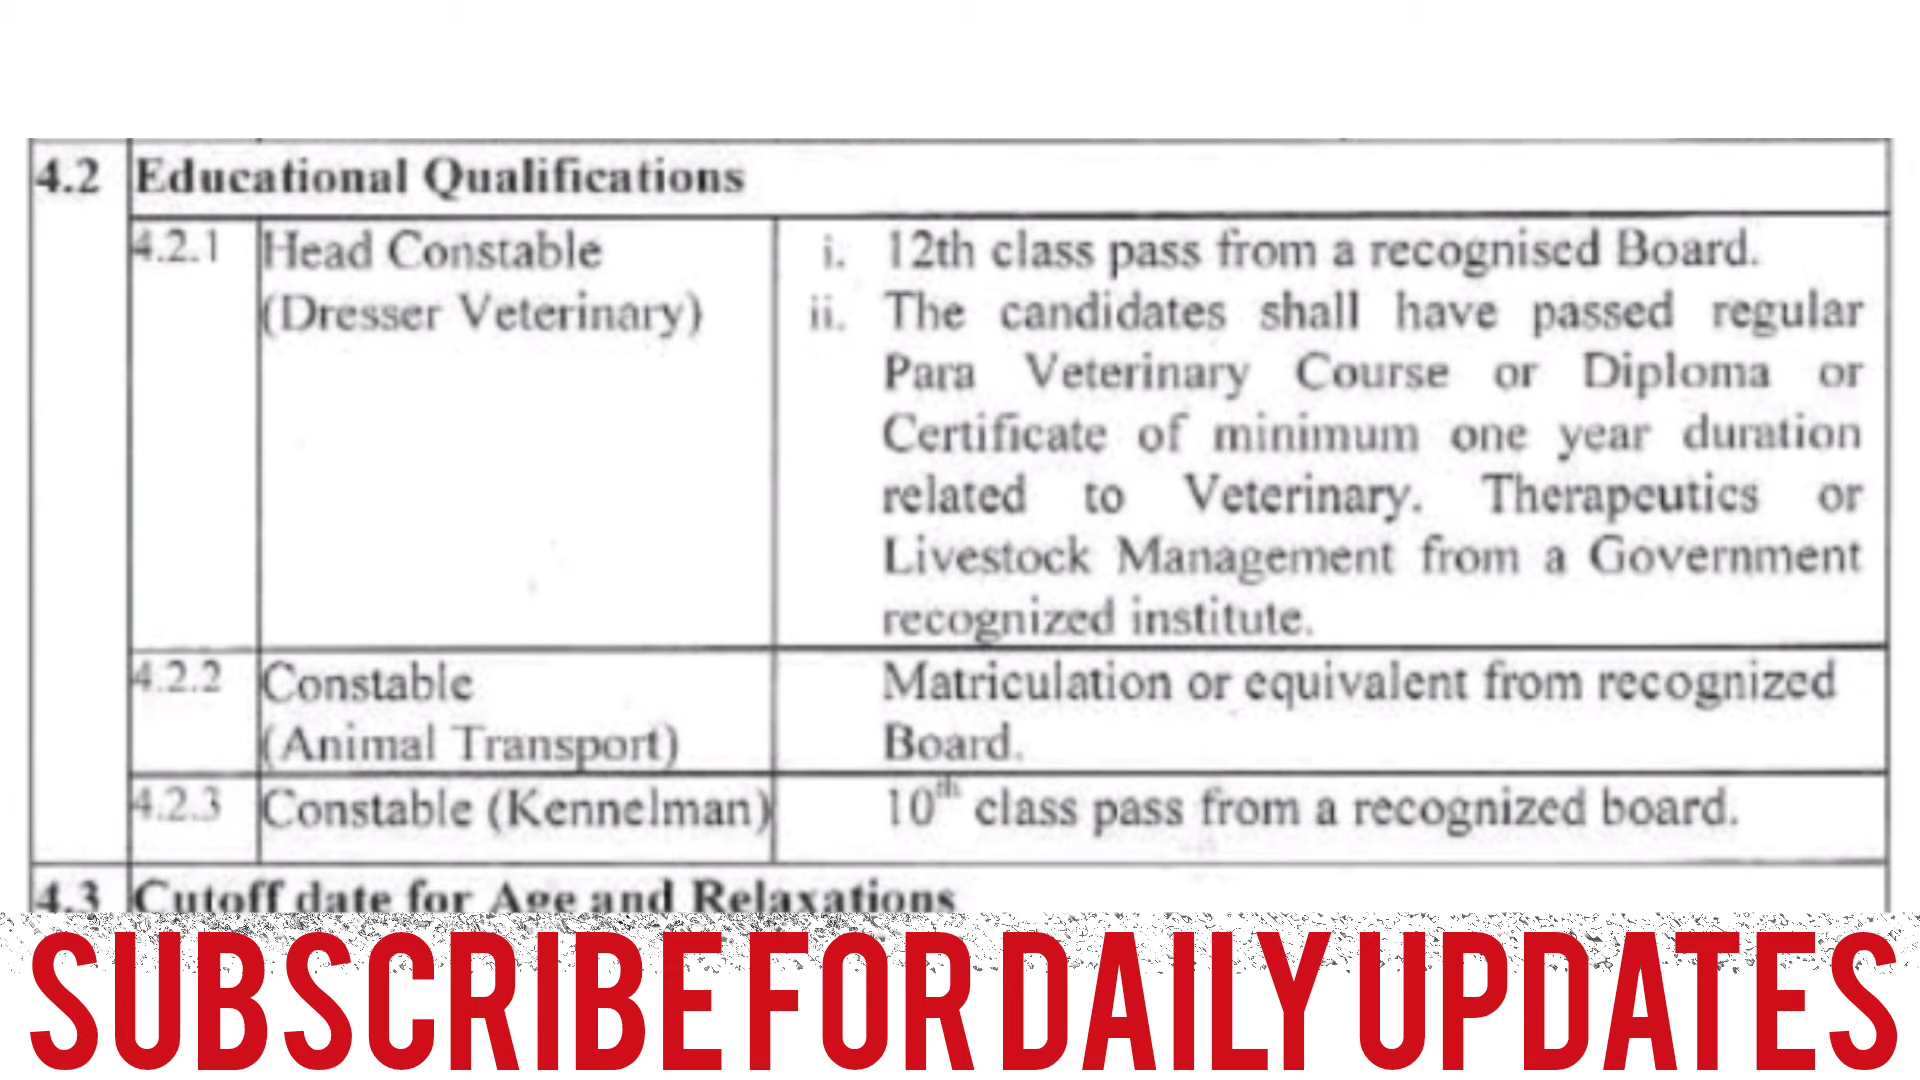 4.2 Educational Qualifications
4.2.1 Head Constable i. 12th class pass from a recognised Board.
(Dresser Veterinary) ii. The candidates shall have passed regular
Para Veterinary Course or Diploma or
Certificate of minimum one year duration
related to Veterinary. Therapeutics or
Livestock Management from a Government
recognized institute.
4.2.2 Constable Matriculation or equivalent from recognized
(Animal Transport) Board.
4.2.3 Constable (Kennelman) 10th class pass from a recognized board.
4.3 Cutoff date for Age and Relaxations
SUBSCRIBE FOR DAILY UPDATES